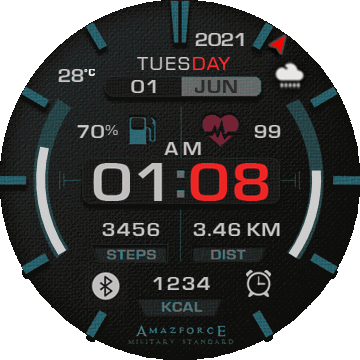 2021
TUESDAY
28°C
01 JUN
70% 99
AM
01:08
3456 3.46 KM
STEPS DIST
1234
KCAL
AMAZFORCE
MILITARY STANDARD